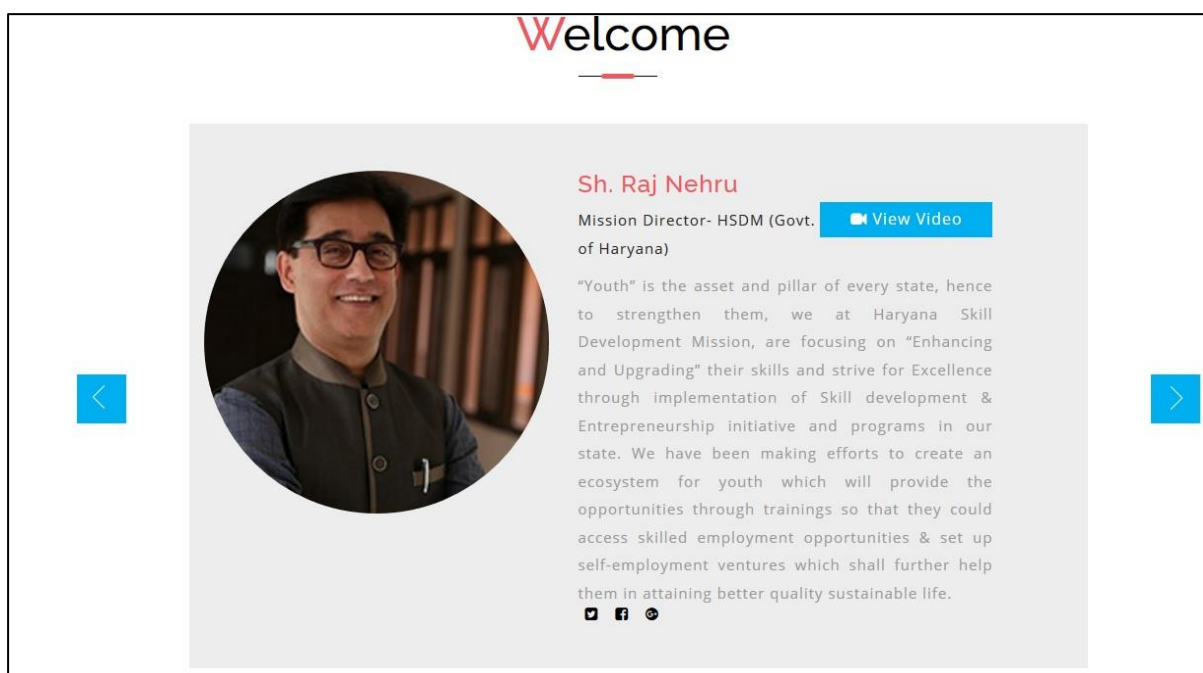 Welcome
Sh. Raj Nehru
Mission Director- HSDM (Govt.
of Haryana)
View Video
“Youth” is the asset and pillar of every state, hence
to strengthen them, we at Haryana Skill
Development Mission, are focusing on “Enhancing
and Upgrading” their skills and strive for Excellence
through implementation of Skill development &
Entrepreneurship initiative and programs in our
state. We have been making efforts to create an
ecosystem for youth which will provide the
opportunities through trainings so that they could
access skilled employment opportunities & set up
self-employment ventures which shall further help
them in attaining better quality sustainable life.